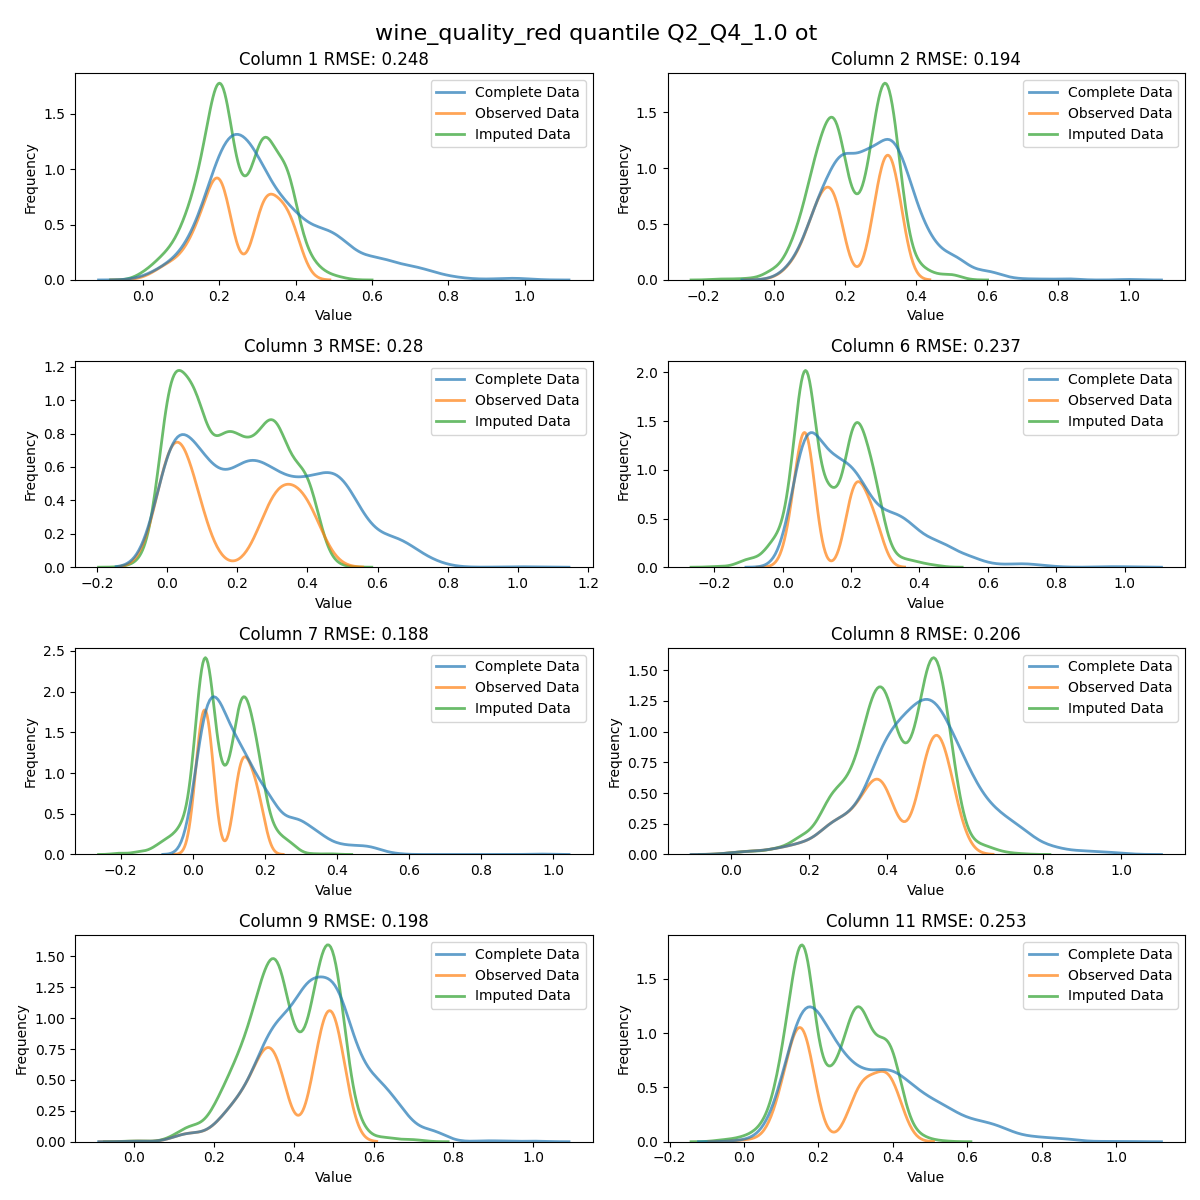 wine_quality_red quantile Q2_Q4_1.0 ot
Column 1 RMSE: 0.248
Frequency
1.5
1.0
0.5
0.0
Complete Data
Observed Data
Imputed Data
0.0 0.2 0.4 0.6 0.8 1.0
Value
Column 2 RMSE: 0.194
Frequency
1.5
1.0
0.5
0.0
Complete Data
Observed Data
Imputed Data
−0.2 0.0 0.2 0.4 0.6 0.8 1.0
Value
Column 3 RMSE: 0.28
Frequency
1.2
1.0
0.8
0.6
0.4
0.2
0.0
Complete Data
Observed Data
Imputed Data
−0.2 0.0 0.2 0.4 0.6 0.8 1.0 1.2
Value
Column 6 RMSE: 0.237
Frequency
2.0
1.5
1.0
0.5
0.0
Complete Data
Observed Data
Imputed Data
−0.2 0.0 0.2 0.4 0.6 0.8 1.0
Value
Column 7 RMSE: 0.188
Frequency
2.5
2.0
1.5
1.0
0.5
0.0
Complete Data
Observed Data
Imputed Data
−0.2 0.0 0.2 0.4 0.6 0.8 1.0
Value
Column 8 RMSE: 0.206
Frequency
1.50
1.25
1.00
0.75
0.50
0.25
0.00
Complete Data
Observed Data
Imputed Data
0.0 0.2 0.4 0.6 0.8 1.0
Value
Column 9 RMSE: 0.198
Frequency
1.50
1.25
1.00
0.75
0.50
0.25
0.00
Complete Data
Observed Data
Imputed Data
0.0 0.2 0.4 0.6 0.8 1.0
Value
Column 11 RMSE: 0.253
Frequency
1.5
1.0
0.5
0.0
Complete Data
Observed Data
Imputed Data
−0.2 0.0 0.2 0.4 0.6 0.8 1.0
Value